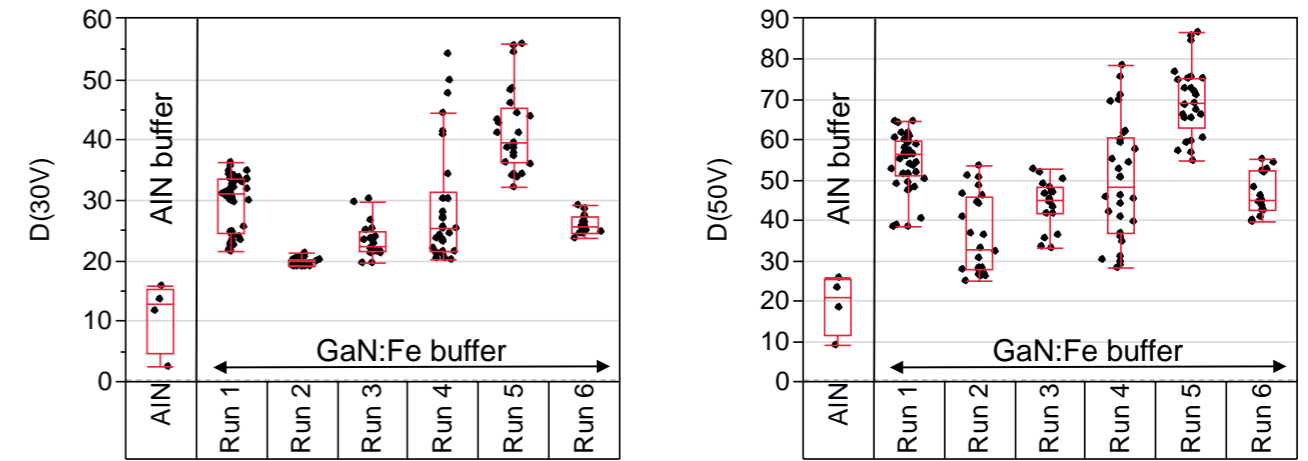 D(30V)
60
50
40
30
20
10
0
AlN buffer
GaN:Fe buffer
AlN
Run 1
Run 2
Run 3
Run 4
Run 5
Run 6
D(50V)
90
80
70
60
50
40
30
20
10
0
AlN buffer
GaN:Fe buffer
AlN
Run 1
Run 2
Run 3
Run 4
Run 5
Run 6